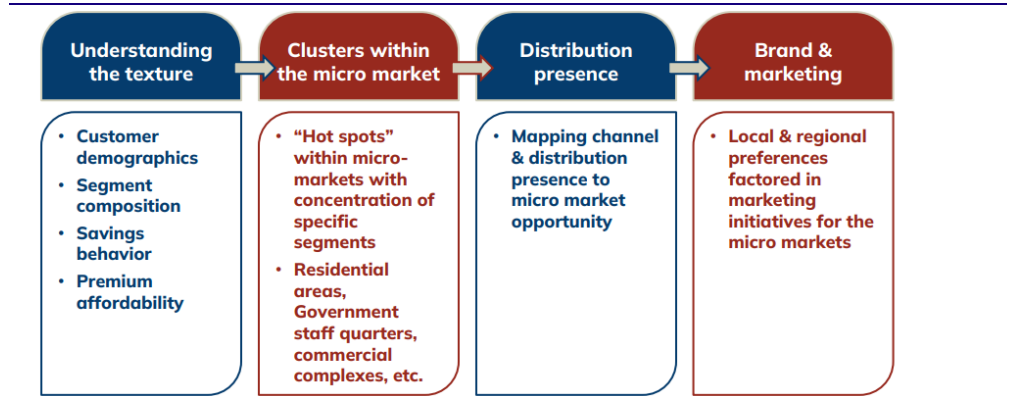 Understanding
the texture
Clusters within
the micro market
Distribution
presence
Brand &
marketing
• Customer
demographics
• Segment
composition
• Savings
behavior
• Premium
affordability
• “Hot spots”
within micro-
markets with
concentration of
specific
segments
• Residential
areas,
Government
staff quarters,
commercial
complexes, etc.
• Mapping channel
& distribution
presence to
micro market
opportunity
• Local & regional
preferences
factored in
marketing
initiatives for the
micro markets